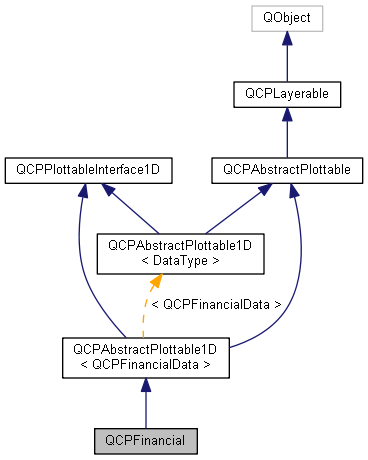 QObject
QCPLayerable
QCPPlottableInterface1D
QCPAbstractPlottable
QCPAbstractPlottable1D
< DataType >
< QCPFinancialData >
QCPAbstractPlottable1D
< QCPFinancialData >
QCPFinancial